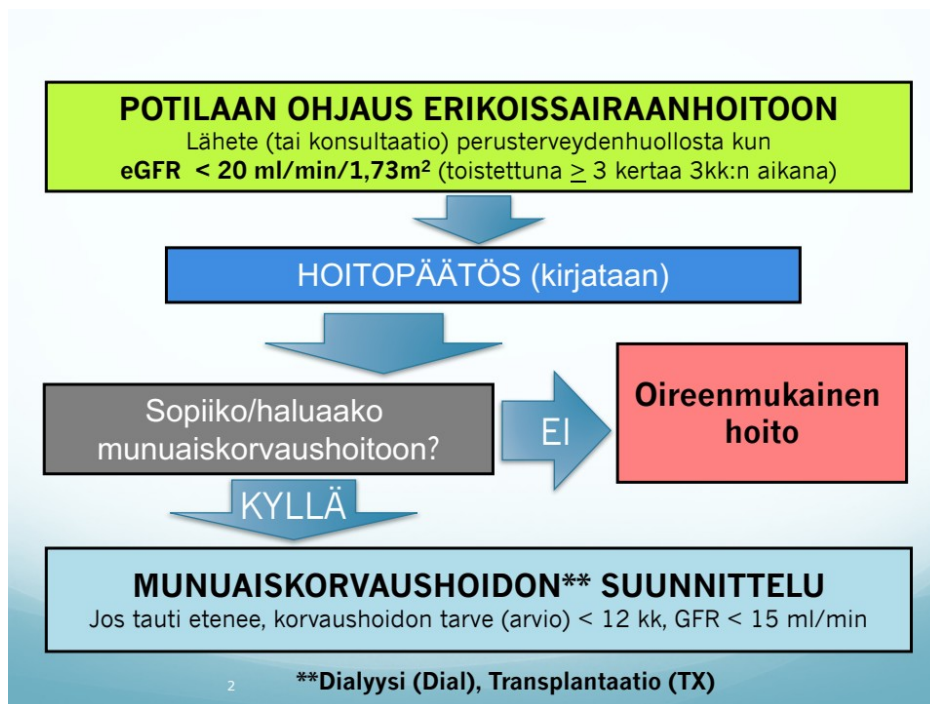 POTILAAN OHJAUS ERIKOISSAIRAANHOITOON
Lähete (tai konsultaatio) perusterveydenhuollosta kun
eGFR < 20 ml/min/1,73m² (toistettuna ≥ 3 kertaa 3kk:n aikana)
HOITOPÄÄTÖS (kirjataan)
Sopiiko/haluaako
munuaiskorvaushoitoon?
EI
Oireenmukainen
hoito
KYLLÄ
MUNUAISKORVAUSHOIDON** SUUNNITTELU
Jos tauti etenee, korvaushoidon tarve (arvio) < 12 kk, GFR < 15 ml/min
2
**Dialyysi (Dial), Transplantaatio (TX)